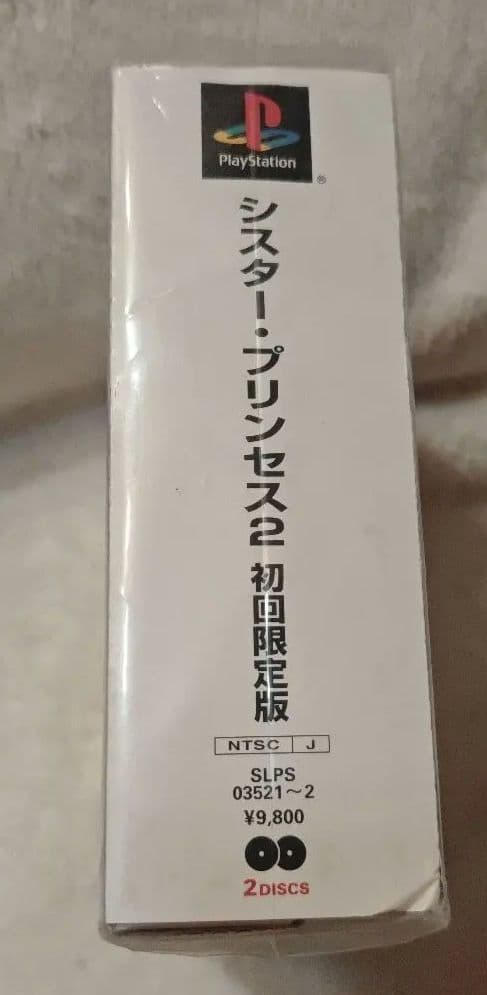 PlayStation
®
シスター・プリンセス2 初回限定版
NTSC J
SLPS
03521～2
¥9,800
2 DISCS